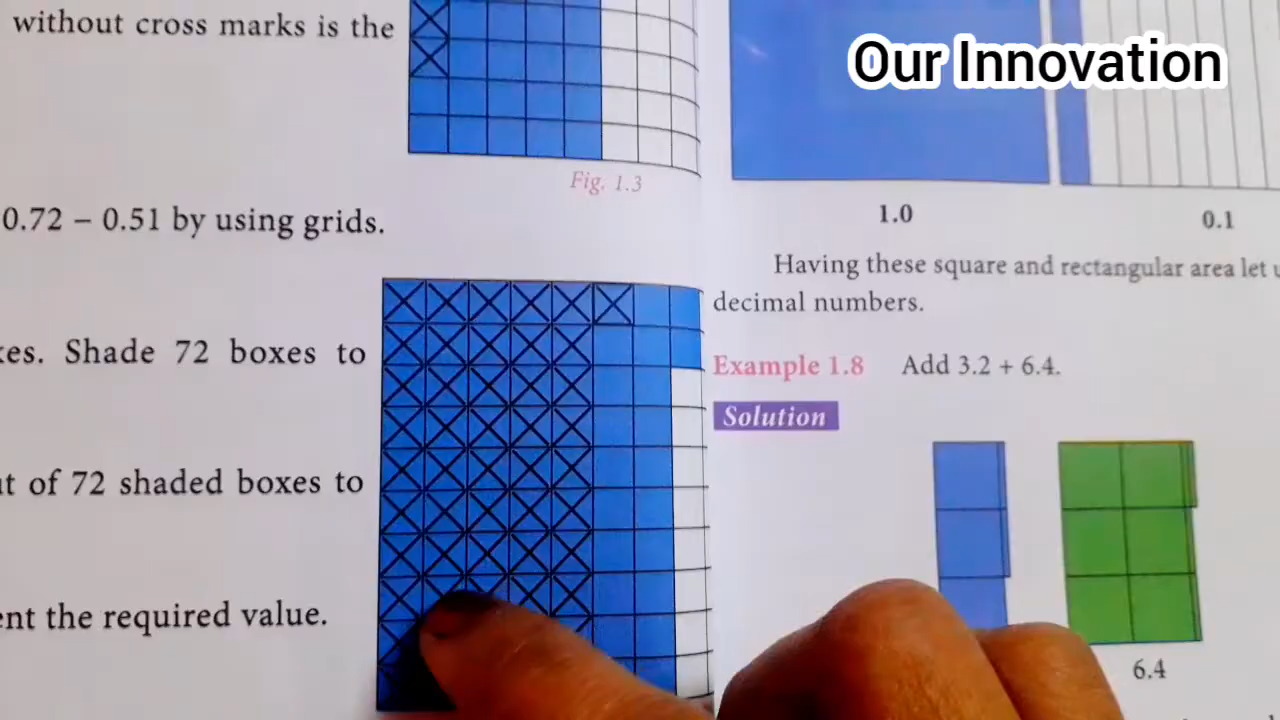 without cross marks is the
Fig. 1.3
0.72 – 0.51 by using grids.
Shade 72 boxes to
of 72 shaded boxes to
the required value.
Our Innovation
1.0
0.1
Having these square and rectangular area let
decimal numbers.
Example 1.8 Add 3.2 + 6.4.
Solution
6.4